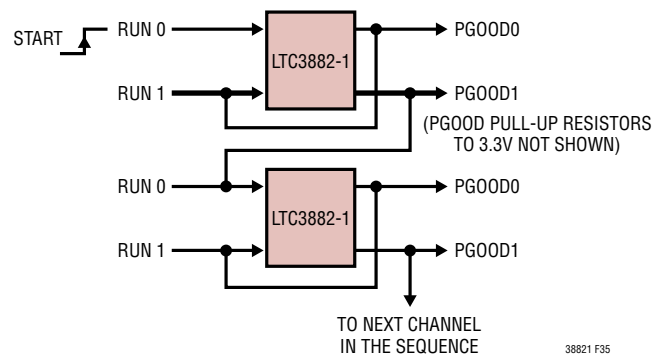 START
RUN 0
PGOOD0
LTC3882-1
RUN 1
PGOOD1
(PGOOD PULL-UP RESISTORS
TO 3.3V NOT SHOWN)
RUN 0
PGOOD0
LTC3882-1
RUN 1
PGOOD1
TO NEXT CHANNEL
IN THE SEQUENCE
38821 F35